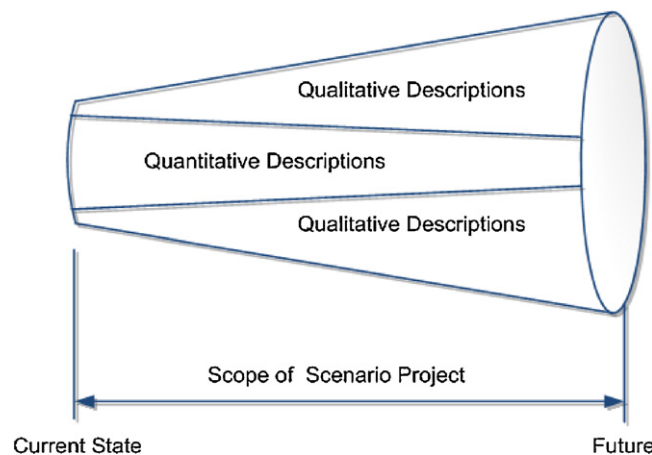 Qualitative Descriptions
Quantitative Descriptions
Qualitative Descriptions
Scope of Scenario Project
Current State
Future